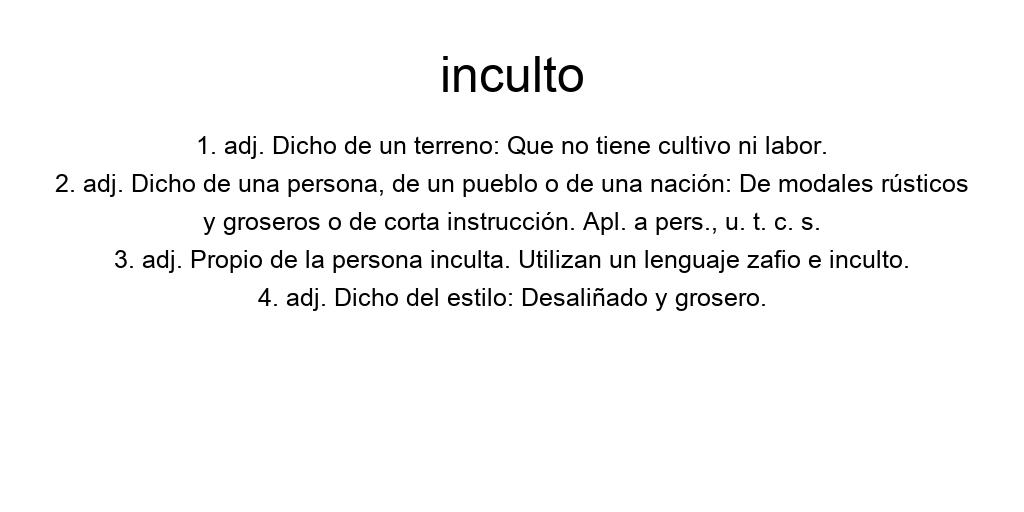 inculto
1. adj. Dicho de un terreno: Que no tiene cultivo ni labor.
2. adj. Dicho de una persona, de un pueblo o de una nación: De modales rústicos
y groseros o de corta instrucción. Apl. a pers., u. t. c. s.
3. adj. Propio de la persona inculta. Utilizan un lenguaje zafio e inculto.
4. adj. Dicho del estilo: Desaliñado y grosero.